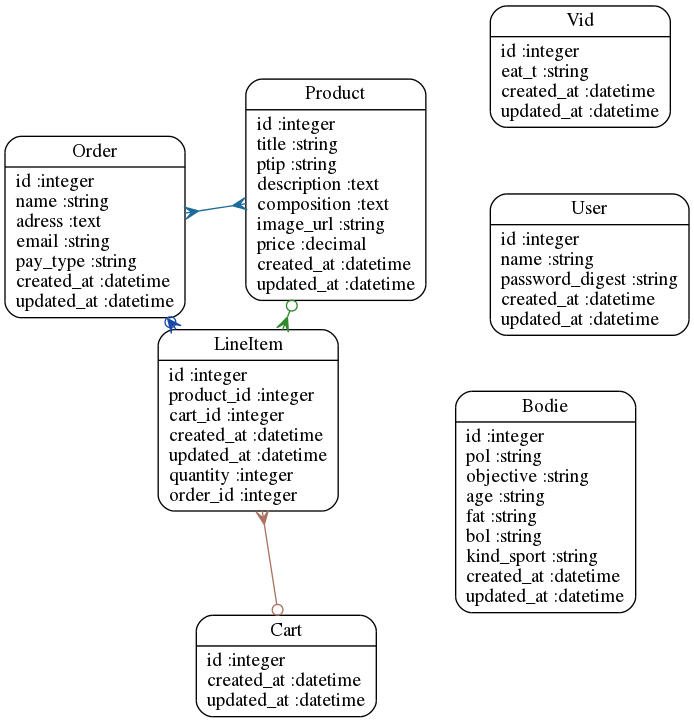 Order
id :integer
name :string
adress :text
email :string
pay_type :string
created_at :datetime
updated_at :datetime
Product
id :integer
title :string
ptip :string
description :text
composition :text
image_url :string
price :decimal
created_at :datetime
updated_at :datetime
LineItem
id :integer
product_id :integer
cart_id :integer
created_at :datetime
updated_at :datetime
quantity :integer
order_id :integer
Cart
id :integer
created_at :datetime
updated_at :datetime
Vid
id :integer
eat_t :string
created_at :datetime
updated_at :datetime
User
id :integer
name :string
password_digest :string
created_at :datetime
updated_at :datetime
Bodie
id :integer
pol :string
objective :string
age :string
fat :string
bol :string
kind_sport :string
created_at :datetime
updated_at :datetime